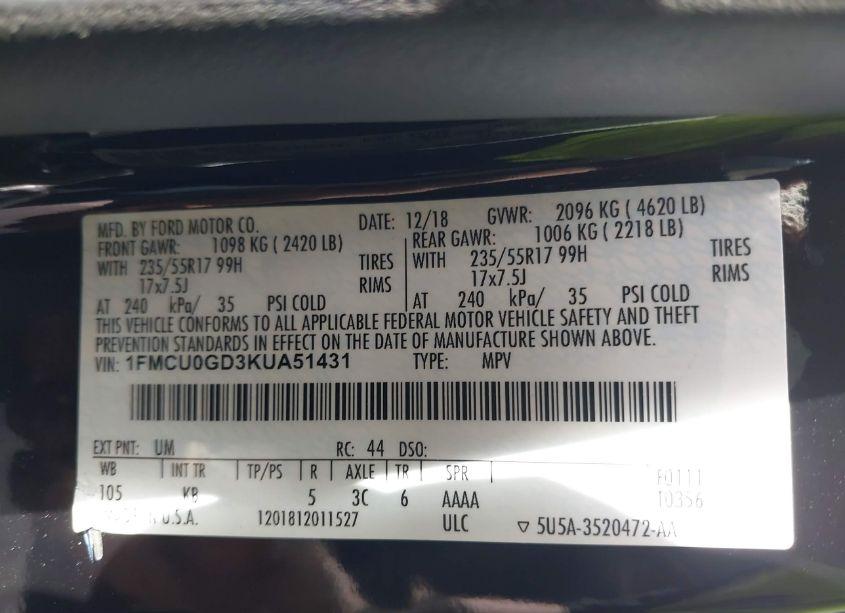 MFD. BY FORD MOTOR CO. DATE: 12/18 GVWR: 2096 KG ( 4620 LB)
FRONT GAWR: 1098 KG ( 2420 LB) REAR GAWR: 1006 KG ( 2218 LB)
WITH 235/55R17 99H TIRES WITH 235/55R17 99H TIRES
17x7.5J RIMS 17x7.5J RIMS
AT 240 kPa/ 35 PSI COLD AT 240 kPa/ 35 PSI COLD
THIS VEHICLE CONFORMS TO ALL APPLICABLE FEDERAL MOTOR VEHICLE SAFETY AND THEFT
PREVENTION STANDARDS IN EFFECT ON THE DATE OF MANUFACTURE SHOWN ABOVE.
VIN: 1FMCU0GD3KUA51431 TYPE: MPV
EXT PNT: UM RC: 44 DSO:
WB INT TR TP/PS R AXLE TR SPR F0111
105 KB 5 3C 6 AAAA T0356
U.S.A. 1201812011527 ULC ▽ 5U5A-3520472-AA